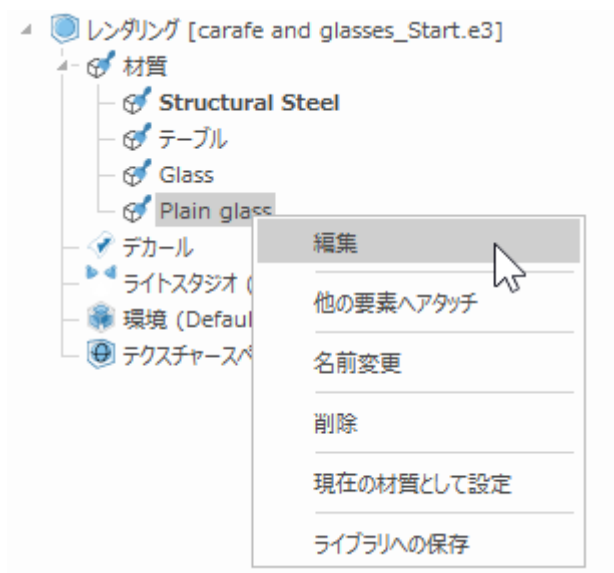 レンダリング [carafe and glasses_Start.e3]
材質
Structural Steel
テーブル
Glass
Plain glass
デカール
ライトスタジオ (
環境 (Defaul
テクスチャースペ
編集
他の要素へアタッチ
名前変更
削除
現在の材質として設定
ライブラリへの保存